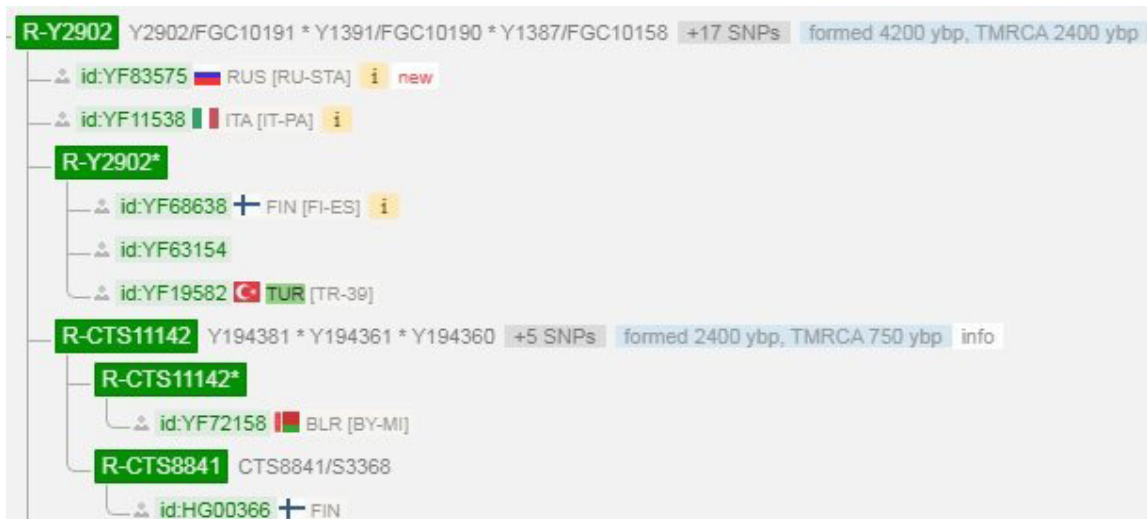 R-Y2902 Y2902/FGC10191 * Y1391/FGC10190 * Y1387/FGC10158 +17 SNPs formed 4200 ybp, TMRCA 2400 ybp
id:YF83575 RUS [RU-STA] i new
id:YF11538 ITA [IT-PA] i
R-Y2902*
id:YF68638 FIN [FI-ES] i
id:YF63154
id:YF19582 TUR [TR-39]
R-CTS11142 Y194381 * Y194361 * Y194360 +5 SNPs formed 2400 ybp, TMRCA 750 ybp info
R-CTS11142*
id:YF72158 BLR [BY-MI]
R-CTS8841 CTS8841/S3368
id:HG00366 FIN